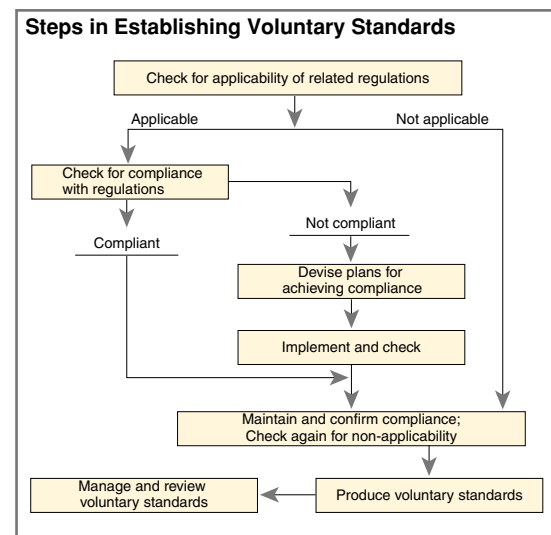 Steps in Establishing Voluntary Standards
Check for applicability of related regulations
Applicable
Not applicable
Check for compliance
with regulations
Not compliant
Compliant
Devise plans for
achieving compliance
Implement and check
Maintain and confirm compliance;
Check again for non-applicability
Manage and review
voluntary standards
Produce voluntary standards